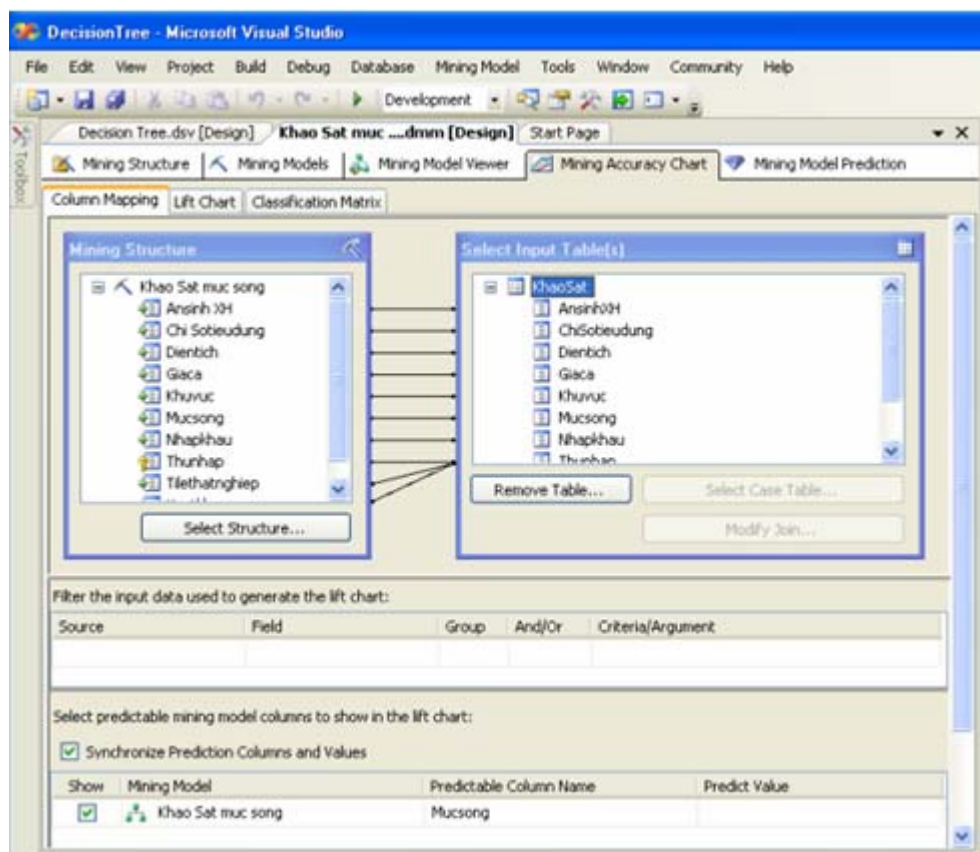 DecisionTree - Microsoft Visual Studio
File Edit View Project Build Debug Database Mining Model Tools Window Community Help
Development
Toolbox
Decision Tree.dsv [Design] Khao Sat muc ....dmm [Design] Start Page
Mining Structure Mining Models Mining Model Viewer Mining Accuracy Chart Mining Model Prediction
Column Mapping Lift Chart Classification Matrix
Mining Structure
Khao Sat muc song
Ansinh XH
Chi Sotieudung
Dientich
Giaca
Khuvuc
Mucsong
Nhapkhau
Thunhap
Tilethatnghiep
Select Structure...
Select Input Table(s)
KhaoSat
AnsinhXH
ChiSotieudung
Dientich
Giaca
Khuvuc
Mucsong
Nhapkhau
Thunhap
Remove Table...
Select Case Table...
Modify Join...
Filter the input data used to generate the lift chart:
Source Field Group And/Or Criteria/Argument
Select predictable mining model columns to show in the lift chart:
Synchronize Prediction Columns and Values
Show Mining Model Predictable Column Name Predict Value
Khao Sat muc song Mucsong